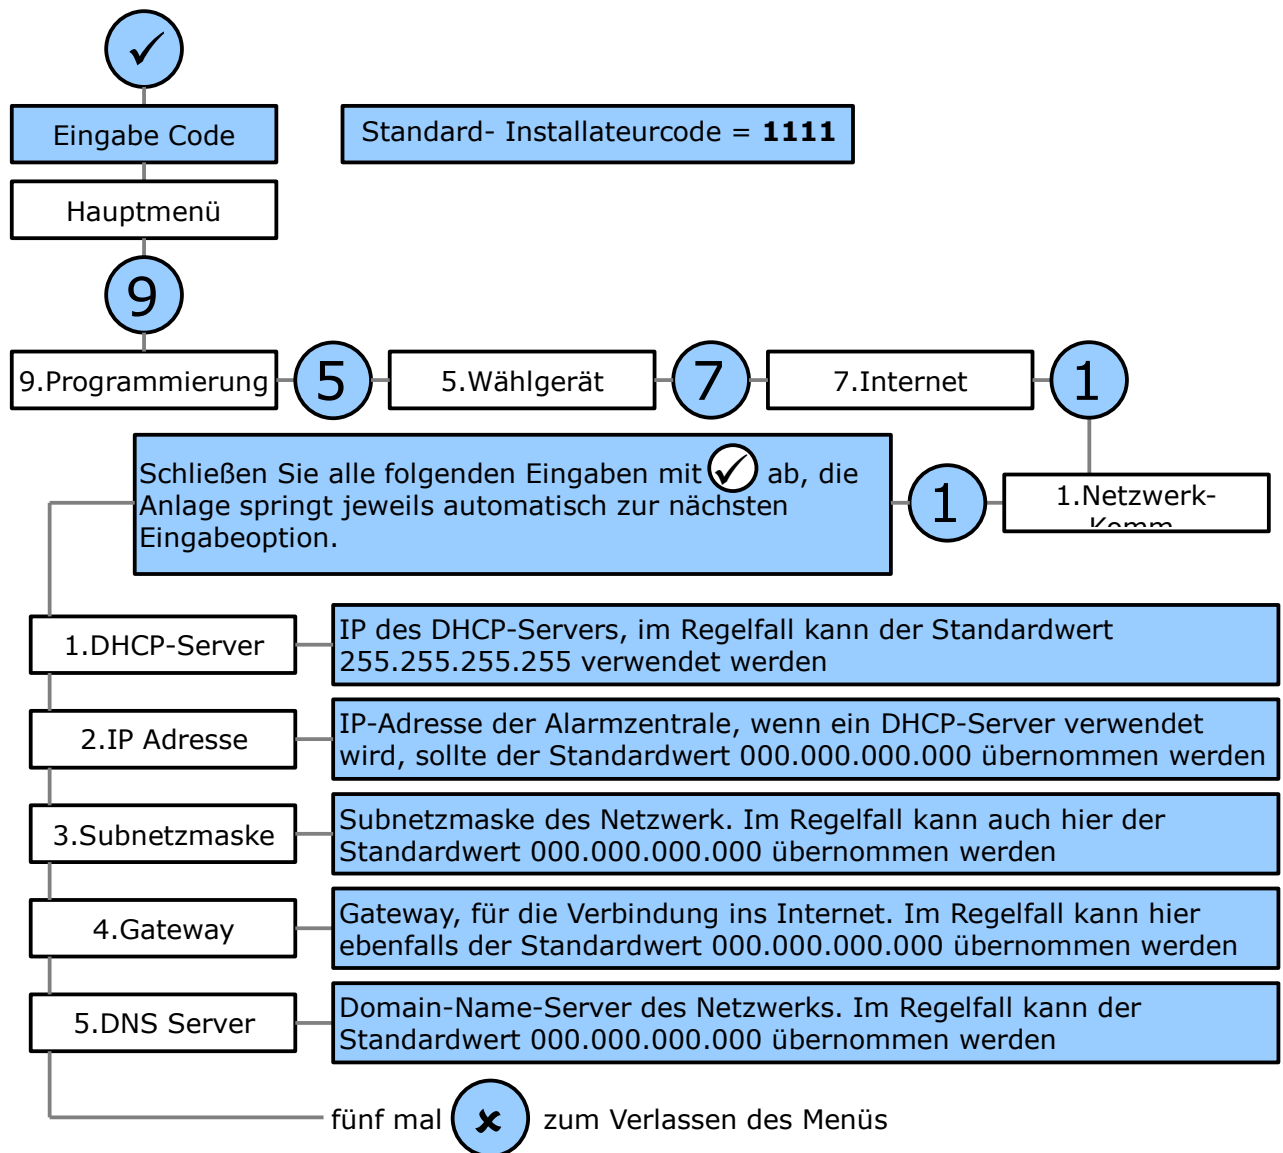 ✓
Eingabe Code
Standard- Installateurcode = 1111
Hauptmenü
9
9.Programmierung
5
5.Wählgerät
7
7.Internet
1
Schließen Sie alle folgenden Eingaben mit ✓ ab, die
Anlage springt jeweils automatisch zur nächsten
Eingabeoption.
1
1.Netzwerk-
Komm
1.DHCP-Server
IP des DHCP-Servers, im Regelfall kann der Standardwert
255.255.255.255 verwendet werden
2.IP Adresse
IP-Adresse der Alarmzentrale, wenn ein DHCP-Server verwendet
wird, sollte der Standardwert 000.000.000.000 übernommen werden
3.Subnetzmaske
Subnetzmaske des Netzwerk. Im Regelfall kann auch hier der
Standardwert 000.000.000.000 übernommen werden
4.Gateway
Gateway, für die Verbindung ins Internet. Im Regelfall kann hier
ebenfalls der Standardwert 000.000.000.000 übernommen werden
5.DNS Server
Domain-Name-Server des Netzwerks. Im Regelfall kann der
Standardwert 000.000.000.000 übernommen werden
fünf mal ✘ zum Verlassen des Menüs